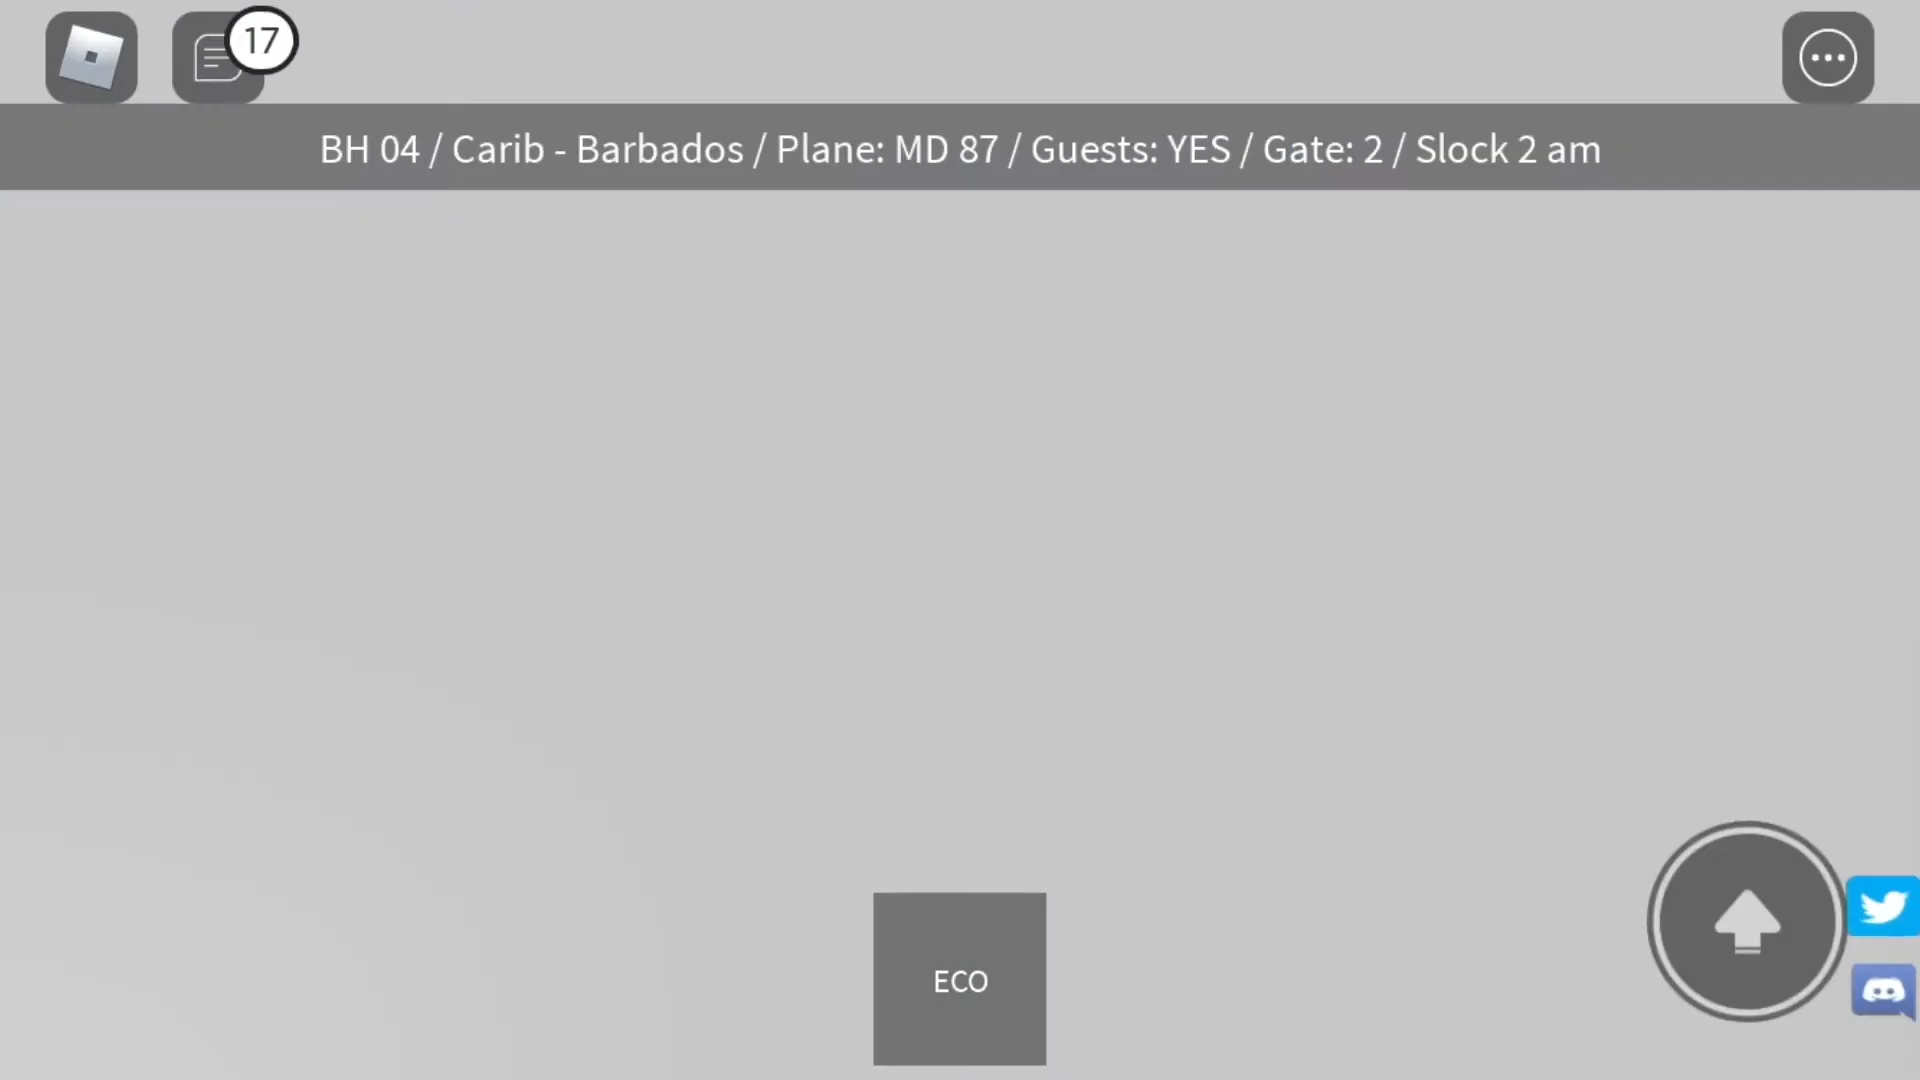 17
BH 04 / Carib - Barbados / Plane: MD 87 / Guests: YES / Gate: 2 / Slock 2 am
ECO